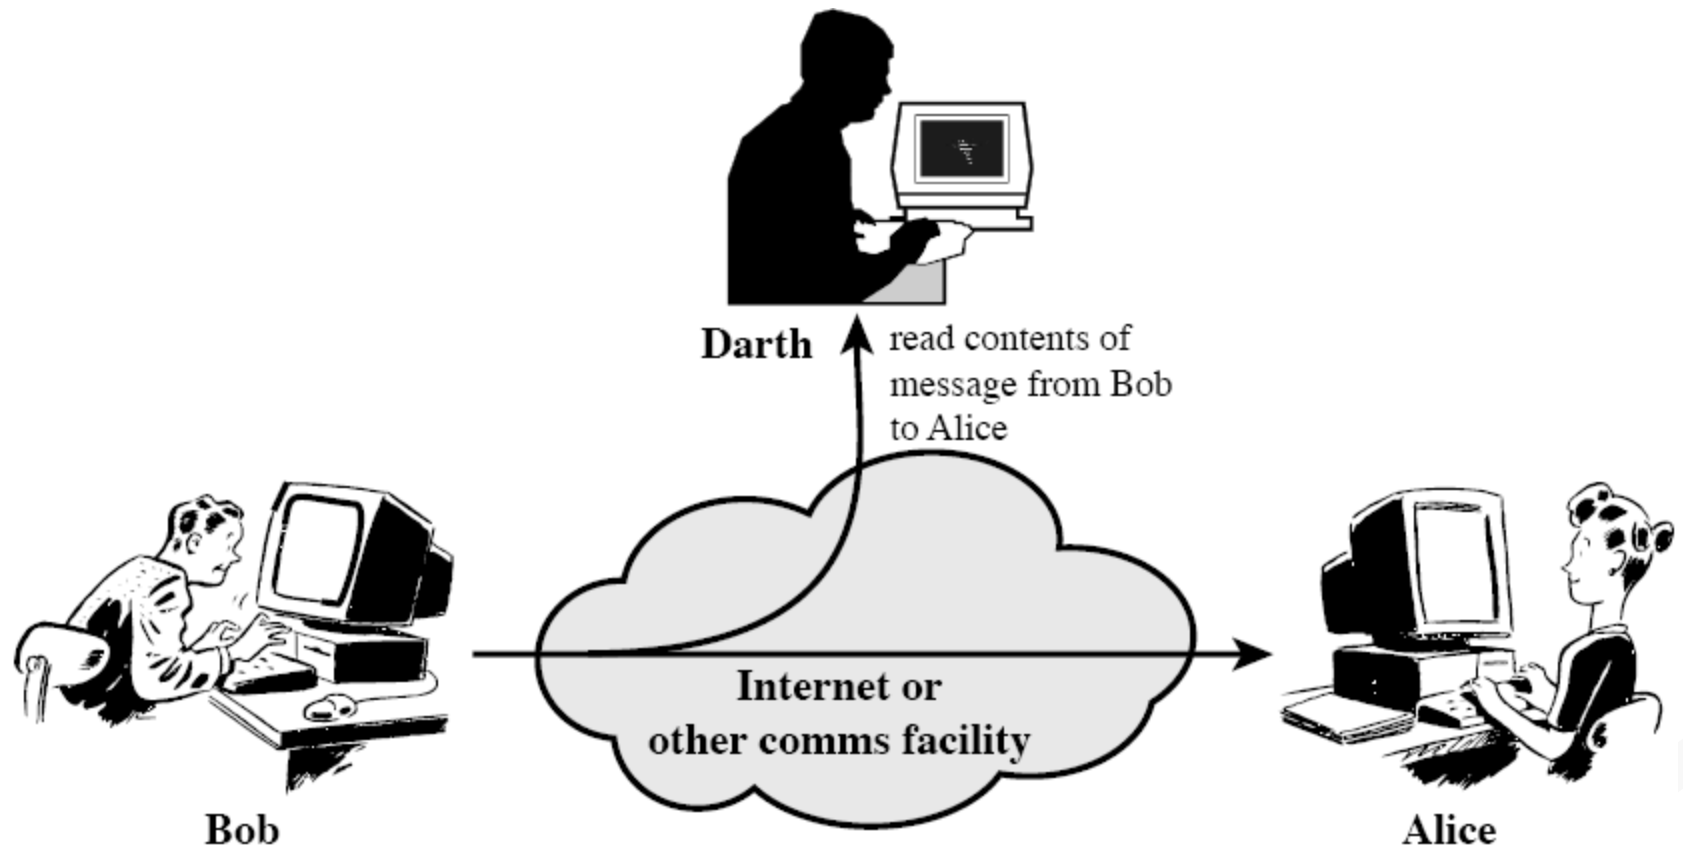 Darth
read contents of
message from Bob
to Alice
Internet or
other comms facility
Bob
Alice